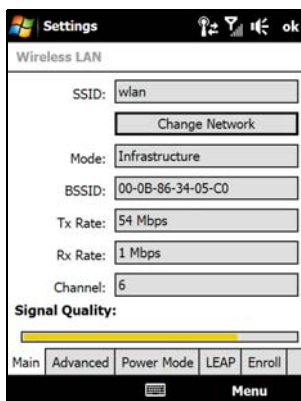 Settings ok
Wireless LAN
SSID: wlan
Change Network
Mode: Infrastructure
BSSID: 00-0B-86-34-05-C0
Tx Rate: 54 Mbps
Rx Rate: 1 Mbps
Channel: 6
Signal Quality:
Main Advanced Power Mode LEAP Enroll
Menu